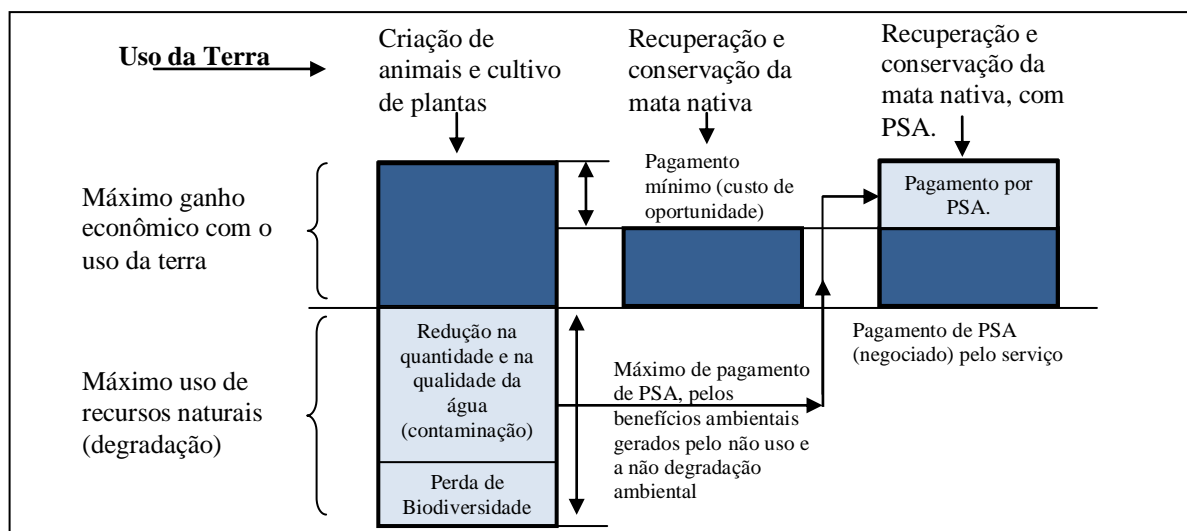 Uso da Terra
Criação de
animais e cultivo
de plantas
Recuperação e
conservação da
mata nativa
Recuperação e
conservação da
mata nativa, com
PSA.
Máximo ganho
econômico com o
uso da terra
Pagamento
mínimo (custo de
oportunidade)
Pagamento por
PSA.
Máximo uso de
recursos naturais
(degradação)
Redução na
quantidade e na
qualidade da
água
(contaminação)
Perda de
Biodiversidade
Máximo de pagamento
de PSA, pelos
benefícios ambientais
gerados pelo não uso e
a não degradação
ambiental
Pagamento de PSA
(negociado) pelo serviço